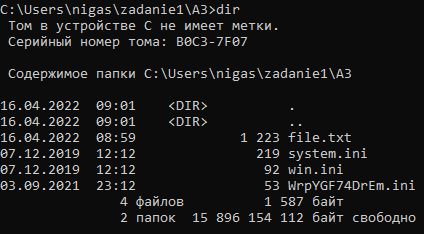 C:\Users\nigas\zadanie1\A3>dir
Том в устройстве C не имеет метки.
Серийный номер тома: B0C3-7F07
Содержимое папки C:\Users\nigas\zadanie1\A3
16.04.2022  09:01    <DIR>          .
16.04.2022  09:01    <DIR>          ..
16.04.2022  08:59             1 223 file.txt
07.12.2019  12:12               219 system.ini
07.12.2019  12:12                92 win.ini
03.09.2021  23:12                53 WrpYGF74DrEm.ini
4 файлов          1 587 байт
2 папок  15 896 154 112 байт свободно